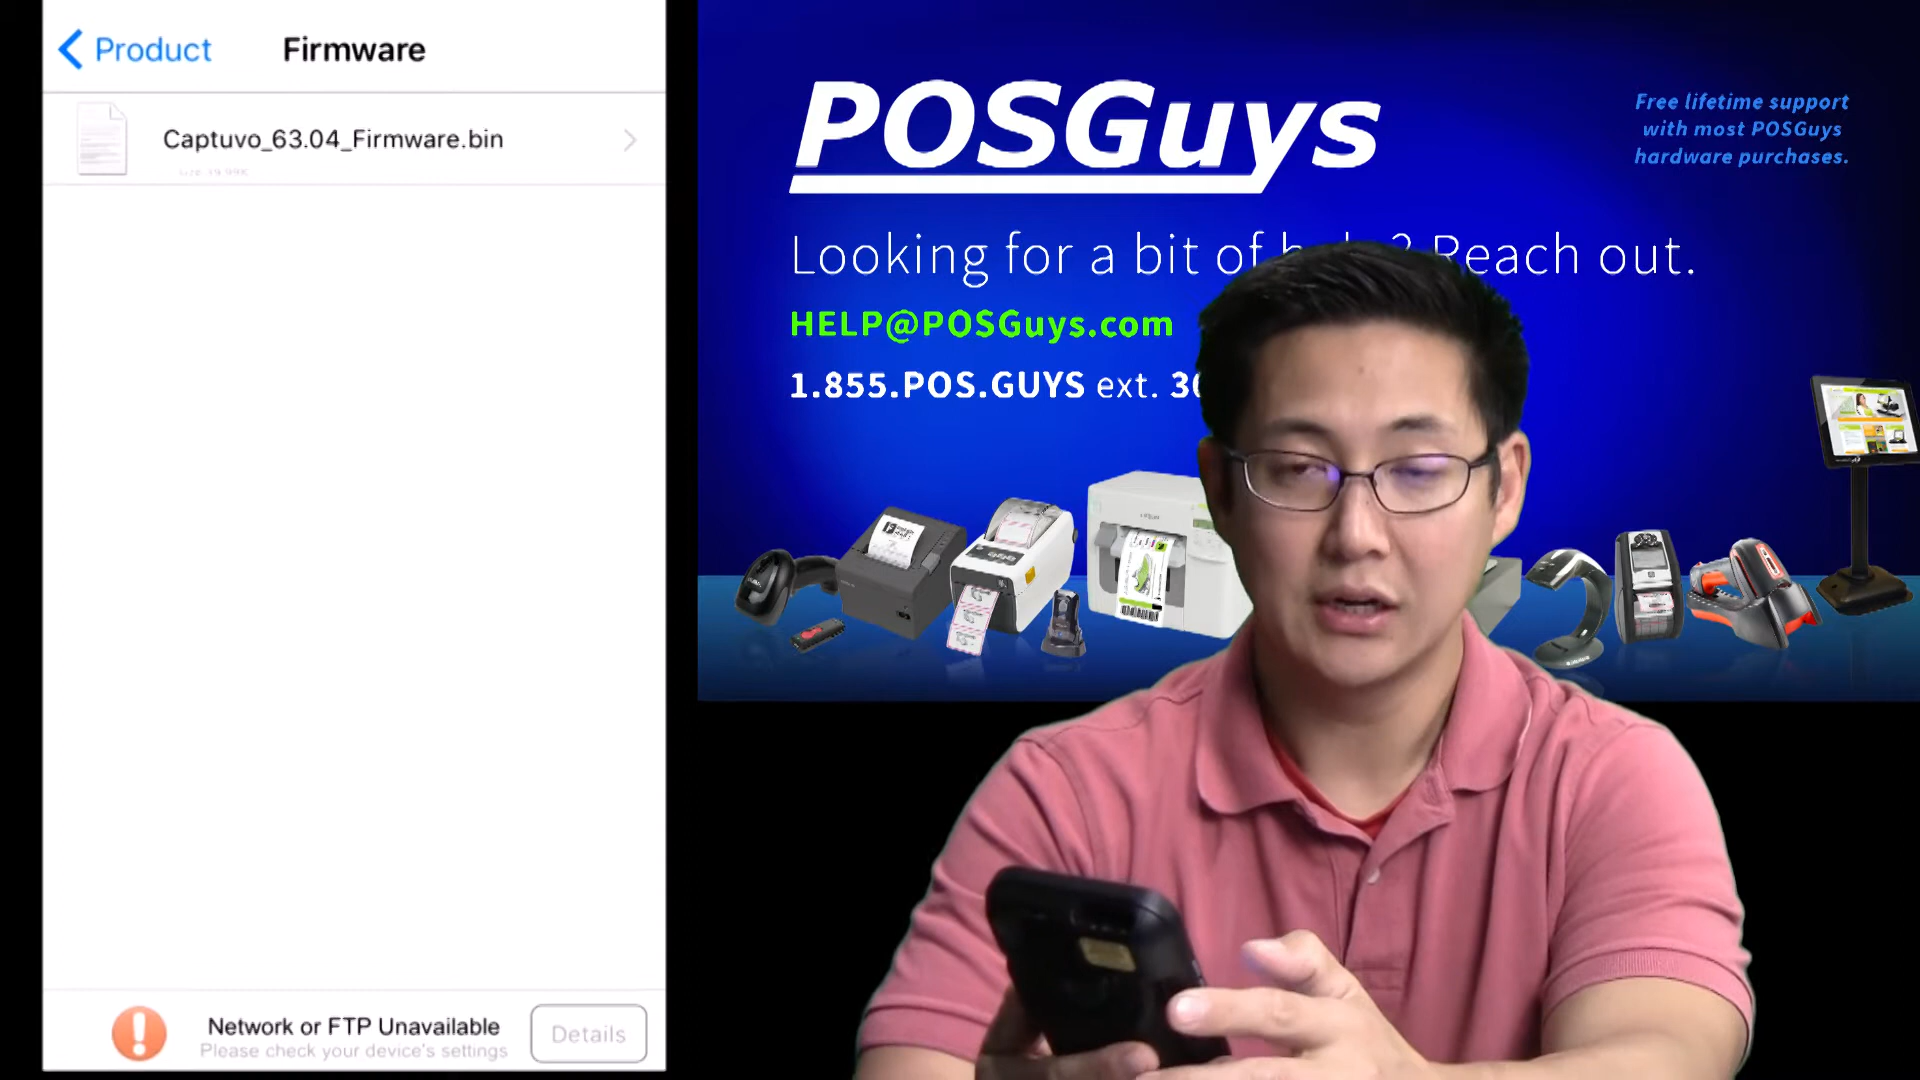 Product
Firmware
Captuvo_63.04_Firmware.bin
Network or FTP Unavailable
Please check your device's settings
Details
POSGuys
Free lifetime support
with most POSGuys
hardware purchases.
Looking for a bit of Reach out.
HELP@POSGuys.com
1.855.POS.GUYS ext.